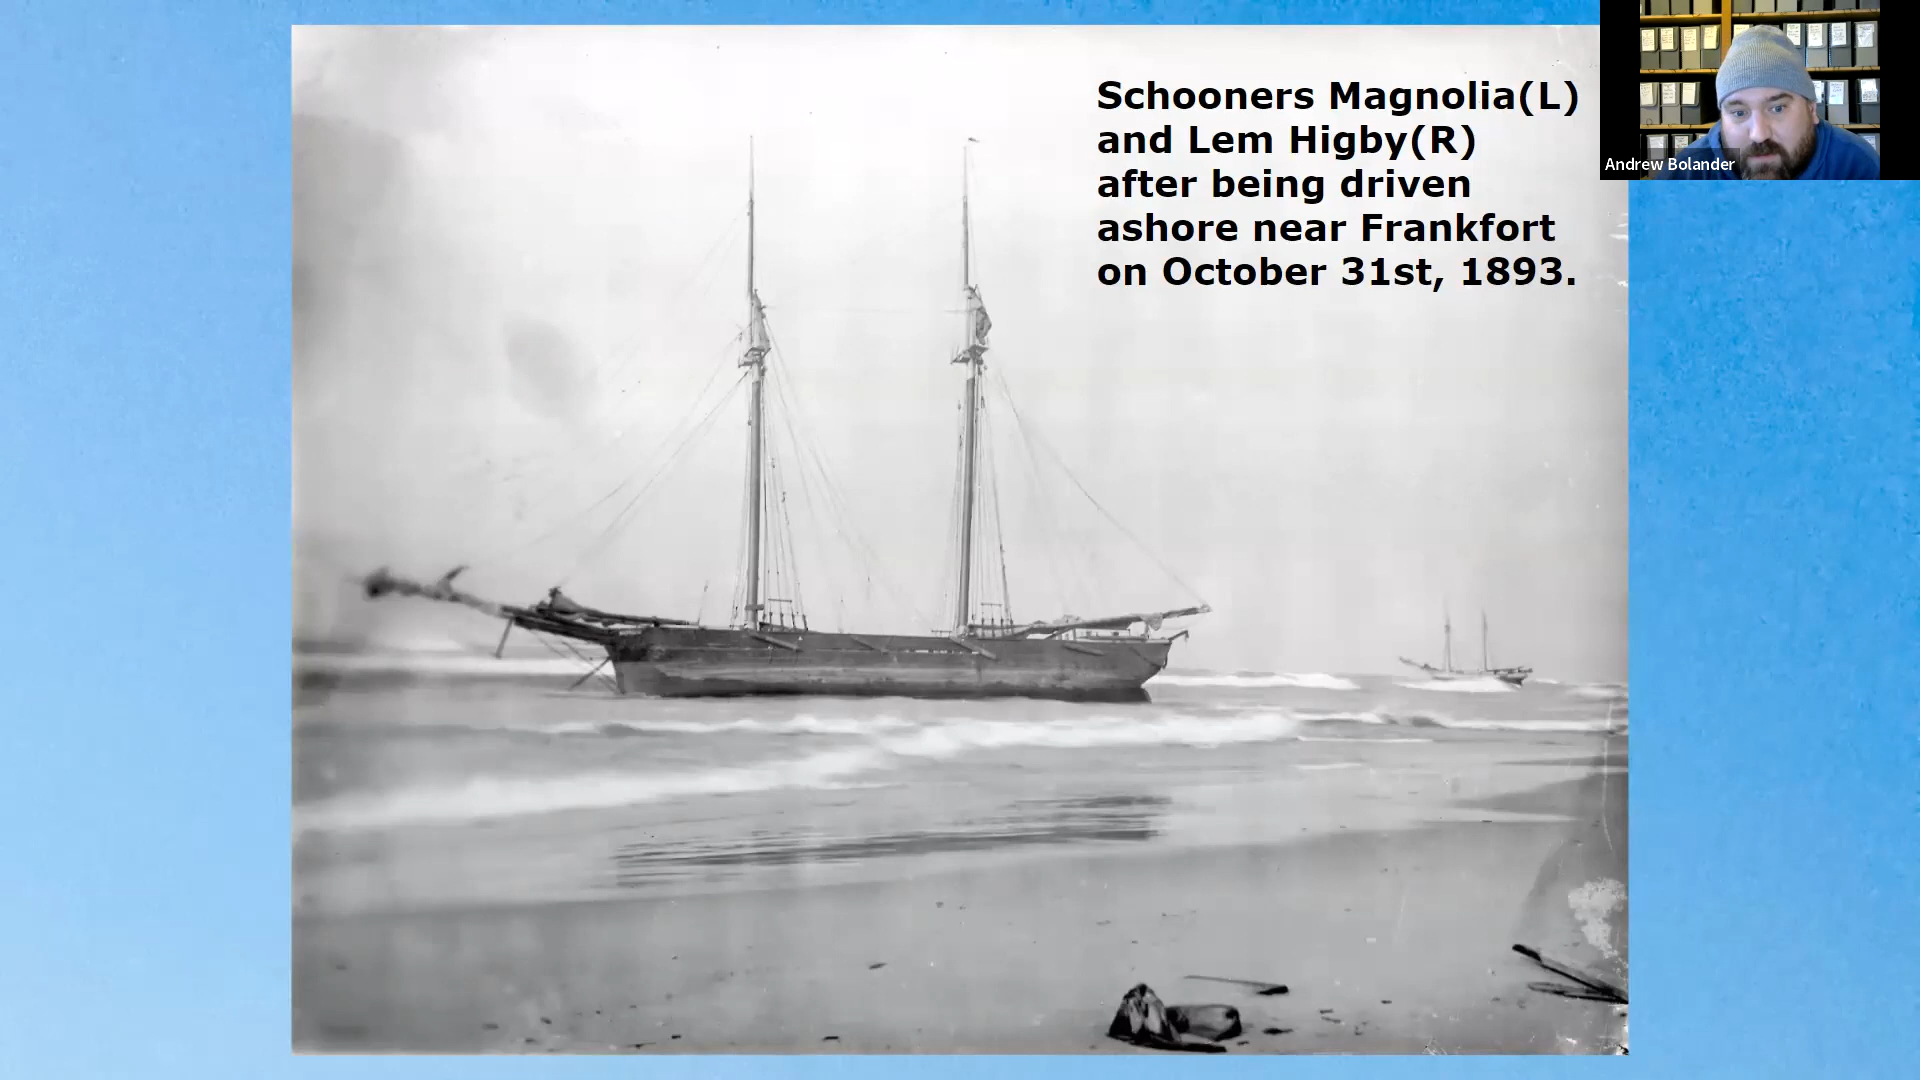 Schooners Magnolia(L)
and Lem Higby(R)
after being driven
ashore near Frankfort
on October 31st, 1893.
Andrew Bolander